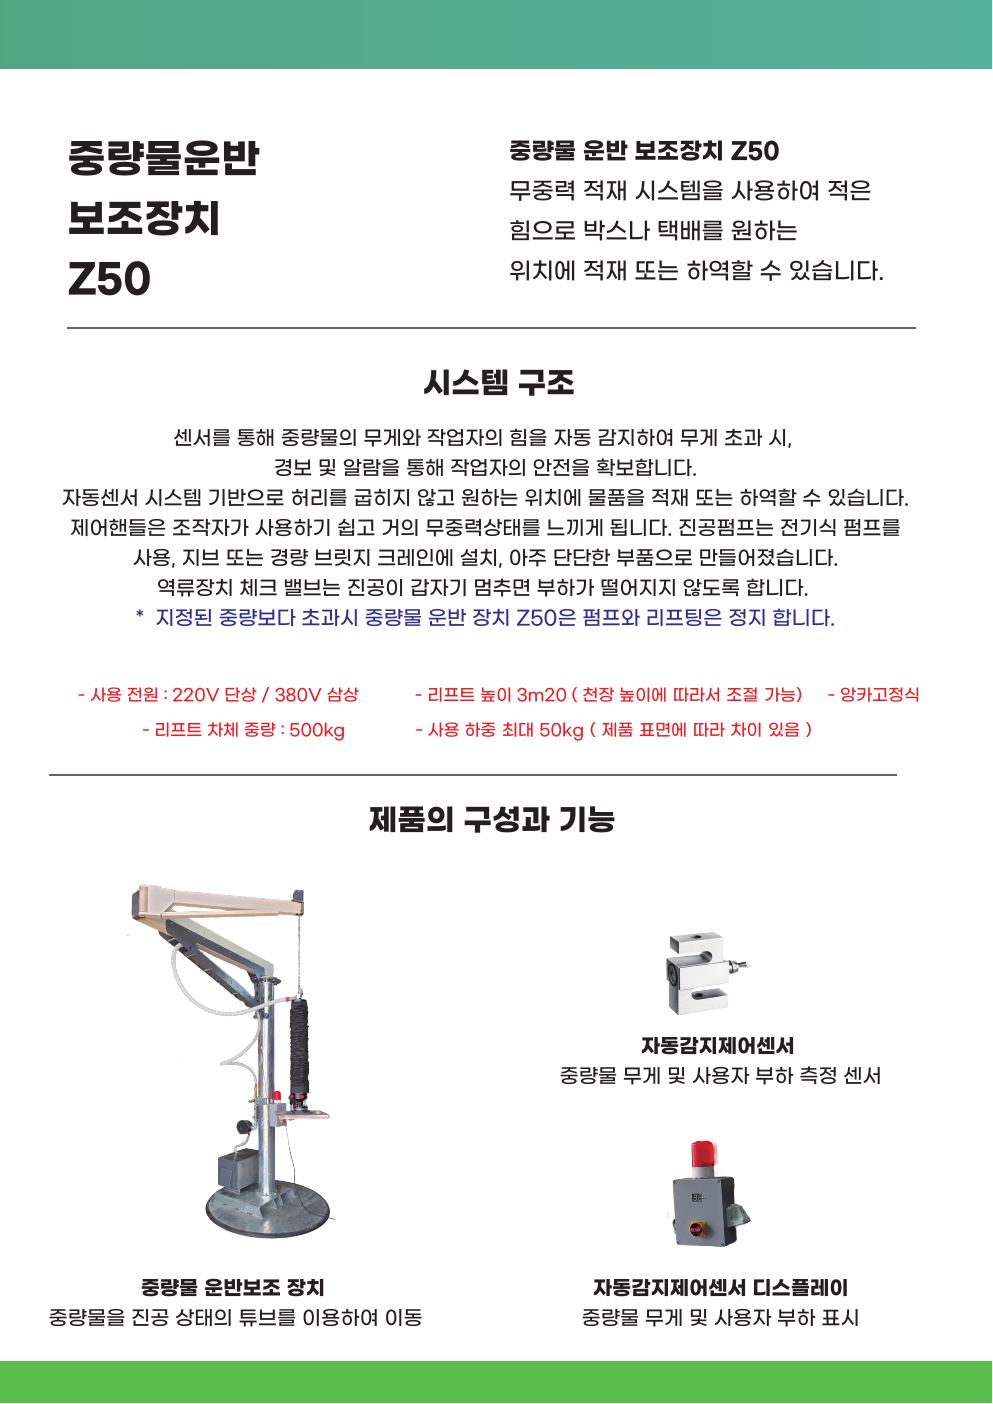 중량물운반
보조장치
Z50
중량물 운반 보조장치 Z50
무중력 적재 시스템을 사용하여 적은
힘으로 박스나 택배를 원하는
위치에 적재 또는 하역할 수 있습니다.
시스템 구조
센서를 통해 중량물의 무게와 작업자의 힘을 자동 감지하여 무게 초과 시,
경보 및 알람을 통해 작업자의 안전을 확보합니다.
자동센서 시스템 기반으로 허리를 굽히지 않고 원하는 위치에 물품을 적재 또는 하역할 수 있습니다.
제어핸들은 조작자가 사용하기 쉽고 거의 무중력상태를 느끼게 됩니다. 진공펌프는 전기식 펌프를
사용, 지브 또는 경량 브릿지 크레인에 설치, 아주 단단한 부품으로 만들어졌습니다.
역류장치 체크 밸브는 진공이 갑자기 멈추면 부하가 떨어지지 않도록 합니다.
* 지정된 중량보다 초과시 중량물 운반 장치 Z50은 펌프와 리프팅은 정지 합니다.
- 사용 전원 : 220V 단상 / 380V 삼상
- 리프트 높이 3m20 ( 천장 높이에 따라서 조절 가능)
- 앙카고정식
- 리프트 차체 중량 : 500kg
- 사용 하중 최대 50kg ( 제품 표면에 따라 차이 있음 )
제품의 구성과 기능
자동감지제어센서
중량물 무게 및 사용자 부하 측정 센서
중량물 운반보조 장치
중량물을 진공 상태의 튜브를 이용하여 이동
자동감지제어센서 디스플레이
중량물 무게 및 사용자 부하 표시